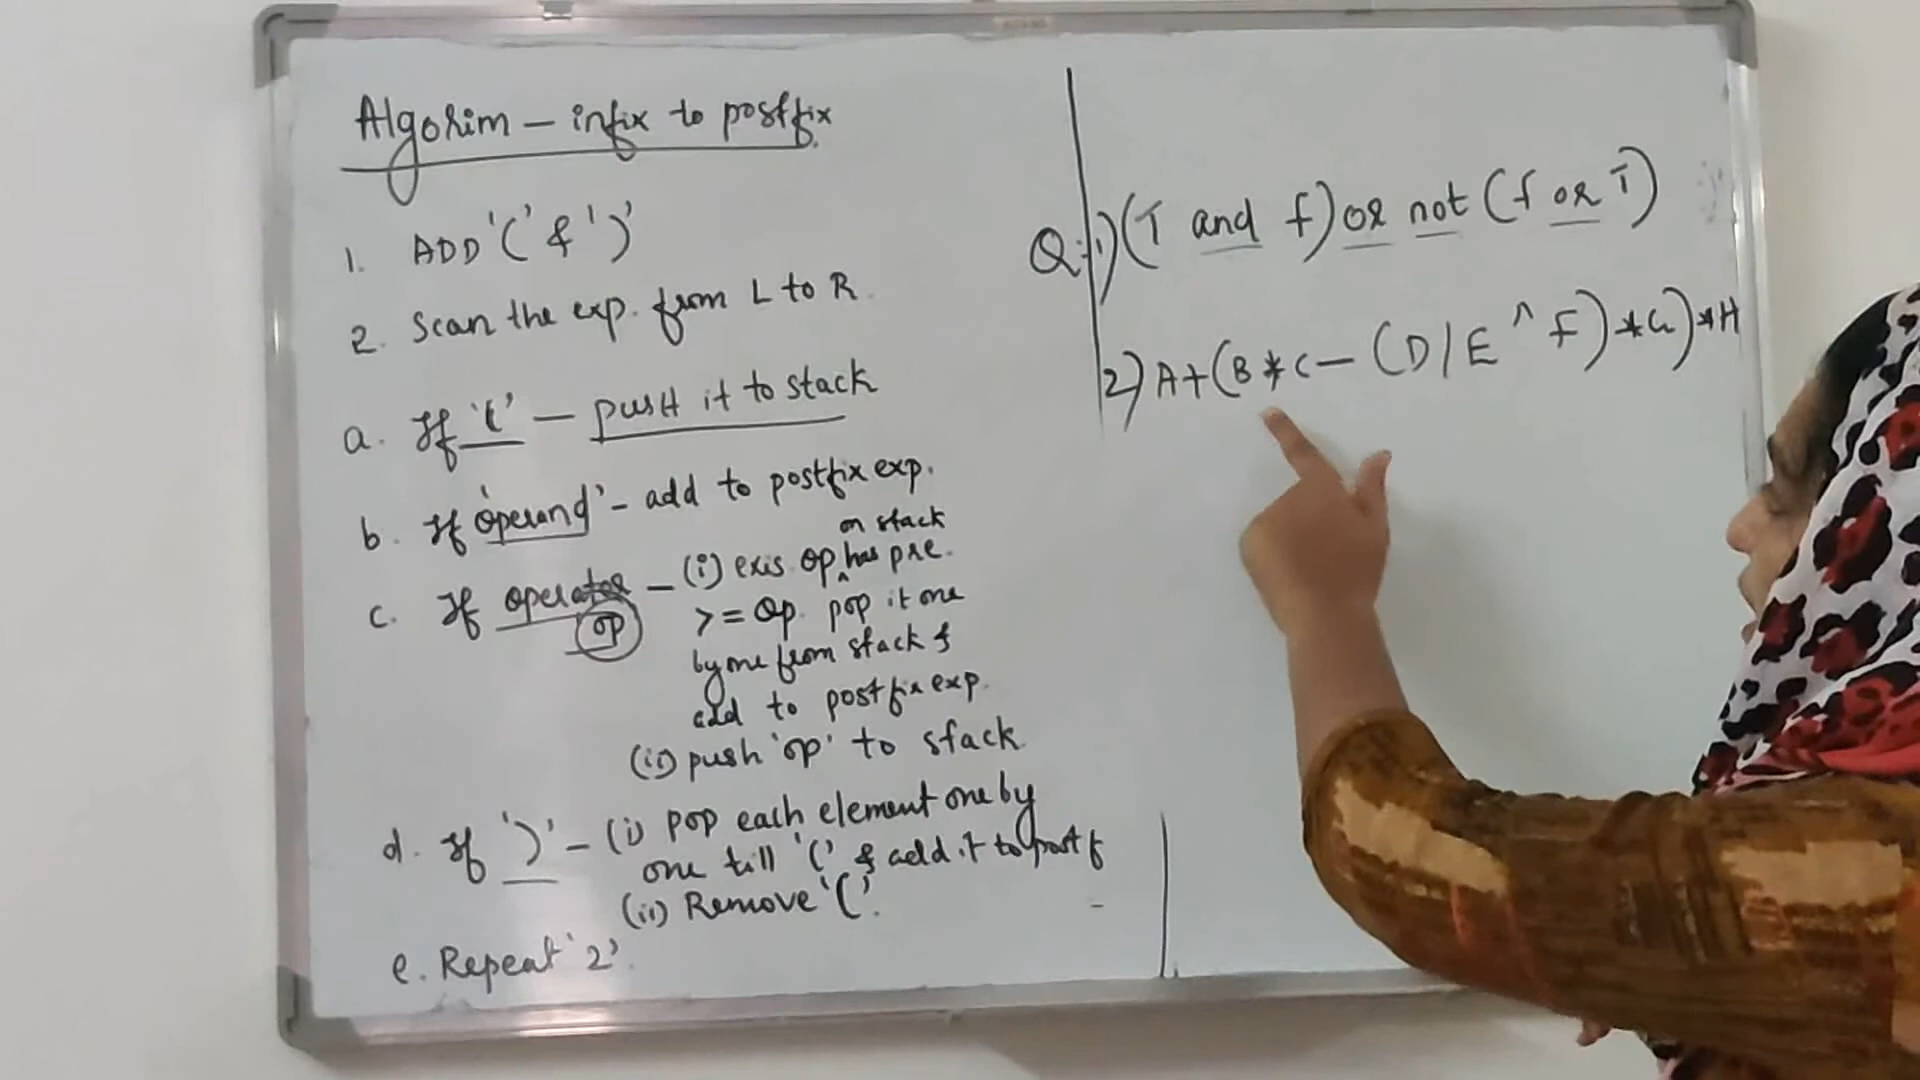 Algorim - infix to postfix
1. ADD '(' & ')'
2. Scan the exp. from L to R.
a. If '(' - push it to stack
b. If 'operand' - add to postfix exp.
on stack
c. If operator - (i) exis. op ^ has pre.
op >= op. pop it one
by one from stack &
add to postfix exp.
(ii) push 'op' to stack.
d. If ')' - (i) pop each element one by
one till '(' & add it to postf
(ii) Remove '('.
e. Repeat '2'.
Q:1) (T and f) or not (f or T)
2) A+(B*C-(D/E^F)*G)*H